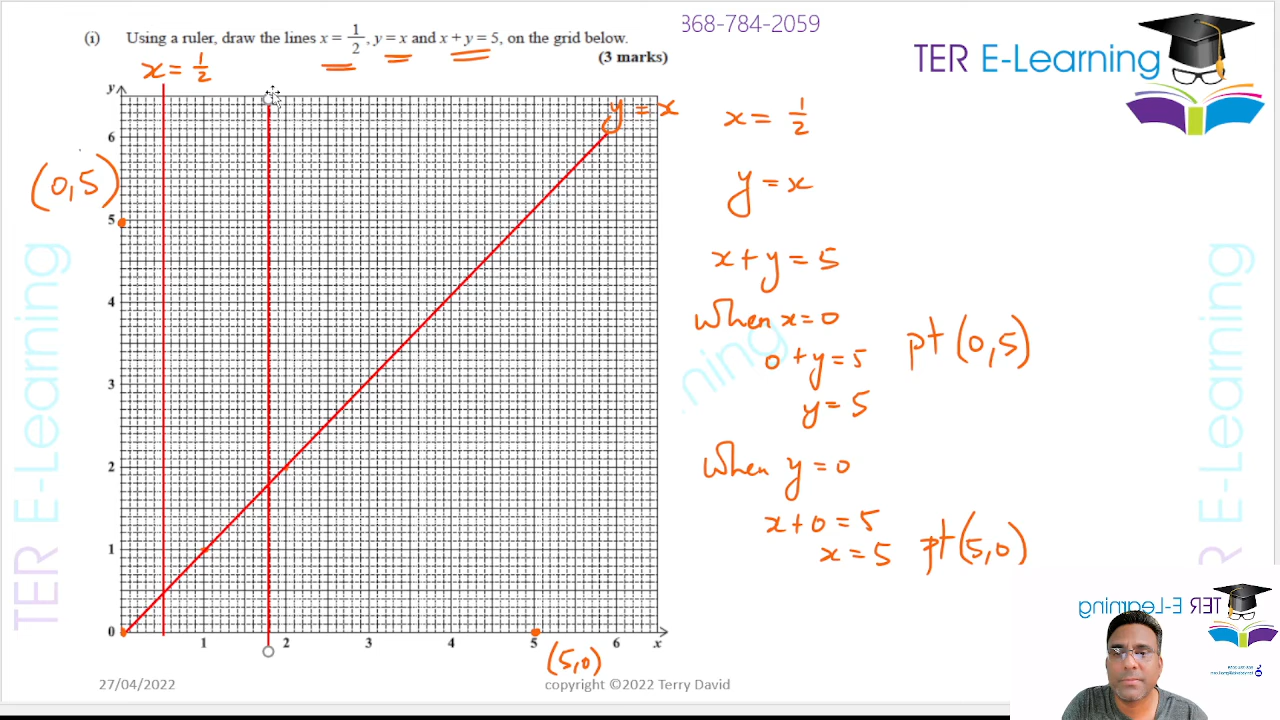 368-784-2059
(i) Using a ruler, draw the lines x = 1/2, y = x and x + y = 5, on the grid below.
(3 marks)
TER E-Learning
x = 1/2
y
y = x
6
(0,5)
5
4
3
2
1
0
1 2 3 4 5 6 x
(5,0)
x = 1/2
y = x
x + y = 5
When x = 0
0 + y = 5
y = 5
pt (0,5)
When y = 0
x + 0 = 5
x = 5
pt (5,0)
TER E-Learning
TER E-Learning
rning
TER E-Learning
27/04/2022
copyright ©2022 Terry David